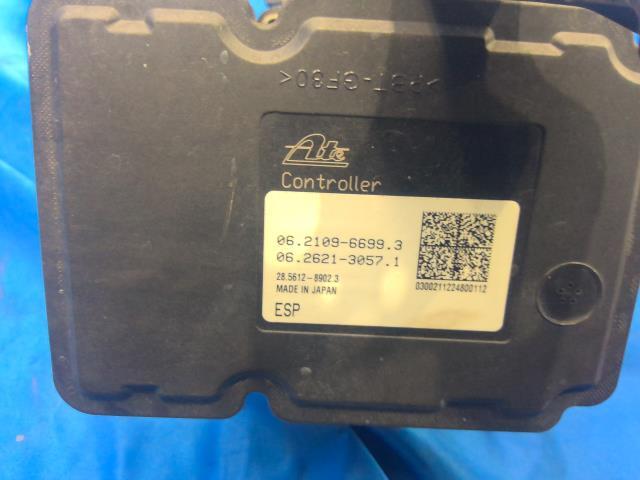 >PBT-GF30<
Ate
Controller
06.2109-6699.3
06.2621-3057.1
28.5612-8902.3
MADE IN JAPAN
ESP
0300211224800112